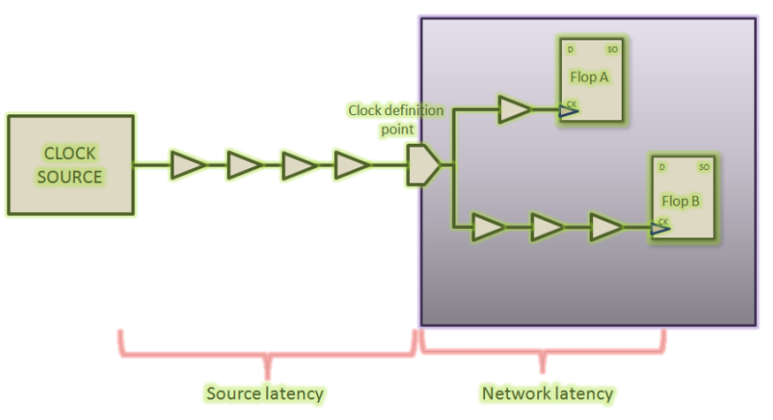 Clock definition
point
CLOCK
SOURCE
D SO
Flop A
CK
D SO
Flop B
CK
Source latency
Network latency